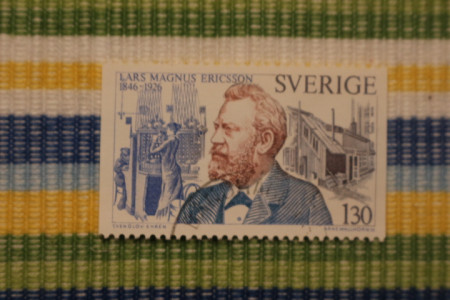 LARS MAGNUS ERICSSON
1846-1926
SVERIGE
130